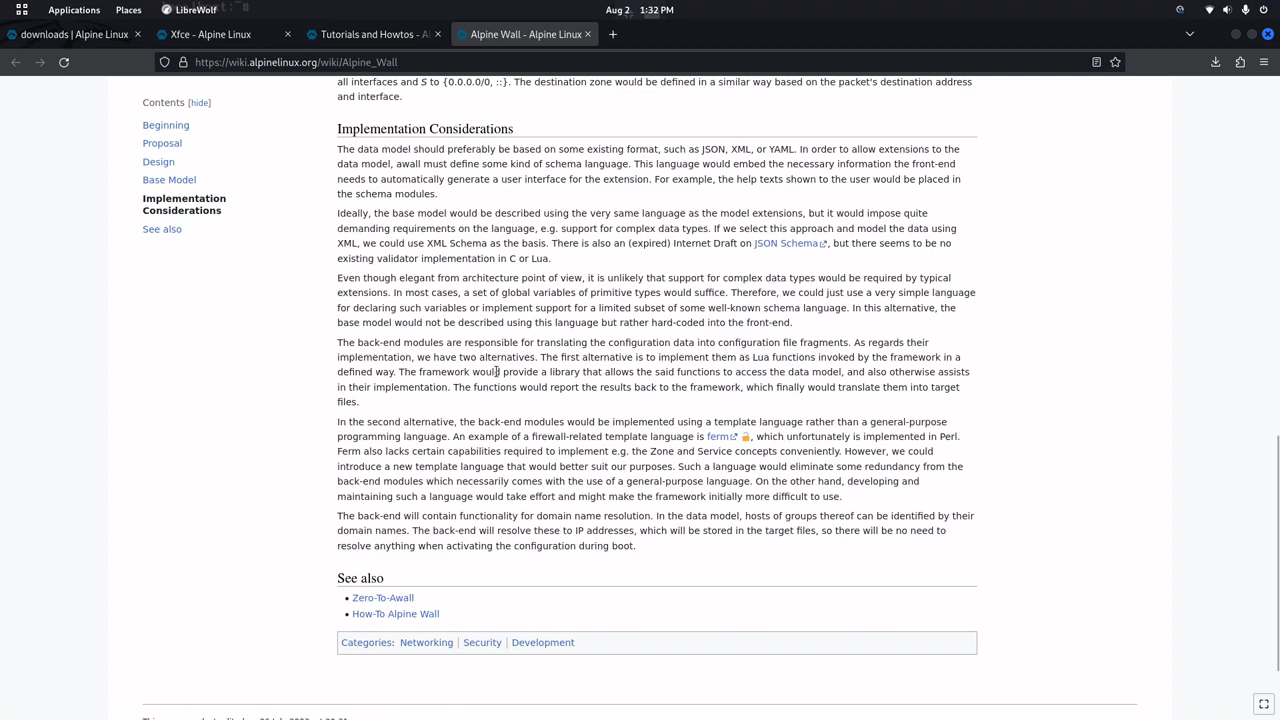 Applications Places LibreWolf Aug 2 1:32 PM
downloads | Alpine Linux Xfce - Alpine Linux Tutorials and Howtos - Al Alpine Wall - Alpine Linux
https://wiki.alpinelinux.org/wiki/Alpine_Wall
all interfaces and S to {0.0.0.0/0, ::}. The destination zone would be defined in a similar way based on the packet's destination address
and interface.
Contents [hide]
Beginning
Proposal
Design
Base Model
Implementation
Considerations
See also
Implementation Considerations
The data model should preferably be based on some existing format, such as JSON, XML, or YAML. In order to allow extensions to the
data model, awall must define some kind of schema language. This language would embed the necessary information the front-end
needs to automatically generate a user interface for the extension. For example, the help texts shown to the user would be placed in
the schema modules.
Ideally, the base model would be described using the very same language as the model extensions, but it would impose quite
demanding requirements on the language, e.g. support for complex data types. If we select this approach and model the data using
XML, we could use XML Schema as the basis. There is also an (expired) Internet Draft on JSON Schema, but there seems to be no
existing validator implementation in C or Lua.
Even though elegant from architecture point of view, it is unlikely that support for complex data types would be required by typical
extensions. In most cases, a set of global variables of primitive types would suffice. Therefore, we could just use a very simple language
for declaring such variables or implement support for a limited subset of some well-known schema language. In this alternative, the
base model would not be described using this language but rather hard-coded into the front-end.
The back-end modules are responsible for translating the configuration data into configuration file fragments. As regards their
implementation, we have two alternatives. The first alternative is to implement them as Lua functions invoked by the framework in a
defined way. The framework would provide a library that allows the said functions to access the data model, and also otherwise assists
in their implementation. The functions would report the results back to the framework, which finally would translate them into target
files.
In the second alternative, the back-end modules would be implemented using a template language rather than a general-purpose
programming language. An example of a firewall-related template language is ferm, which unfortunately is implemented in Perl.
Ferm also lacks certain capabilities required to implement e.g. the Zone and Service concepts conveniently. However, we could
introduce a new template language that would better suit our purposes. Such a language would eliminate some redundancy from the
back-end modules which necessarily comes with the use of a general-purpose language. On the other hand, developing and
maintaining such a language would take effort and might make the framework initially more difficult to use.
The back-end will contain functionality for domain name resolution. In the data model, hosts of groups thereof can be identified by their
domain names. The back-end will resolve these to IP addresses, which will be stored in the target files, so there will be no need to
resolve anything when activating the configuration during boot.
See also
• Zero-To-Awall
• How-To Alpine Wall
Categories: Networking | Security | Development